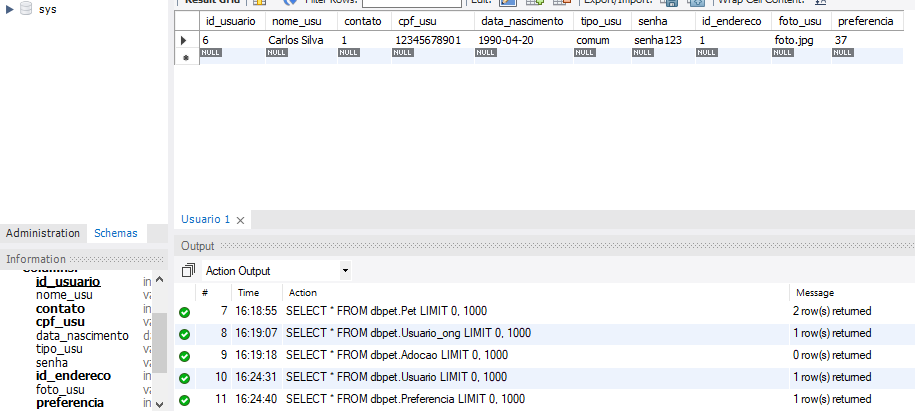 sys
Result Grid Filter Rows: Edit: Export/Import: Wrap Cell Content:
id_usuario nome_usu contato cpf_usu data_nascimento tipo_usu senha id_endereco foto_usu preferencia
6 Carlos Silva 1 12345678901 1990-04-20 comum senha123 1 foto.jpg 37
NULL NULL NULL NULL NULL NULL NULL NULL NULL NULL
Usuario 1
Administration Schemas
Information
Columns:
id_usuario in
nome_usu va
contato in
cpf_usu va
data_nascimento da
tipo_usu va
senha va
id_endereco in
foto_usu va
preferencia in
Output
Action Output
# Time Action Message
7 16:18:55 SELECT * FROM dbpet.Pet LIMIT 0, 1000 2 row(s) returned
8 16:19:07 SELECT * FROM dbpet.Usuario_ong LIMIT 0, 1000 1 row(s) returned
9 16:19:18 SELECT * FROM dbpet.Adocao LIMIT 0, 1000 0 row(s) returned
10 16:24:31 SELECT * FROM dbpet.Usuario LIMIT 0, 1000 1 row(s) returned
11 16:24:40 SELECT * FROM dbpet.Preferencia LIMIT 0, 1000 1 row(s) returned